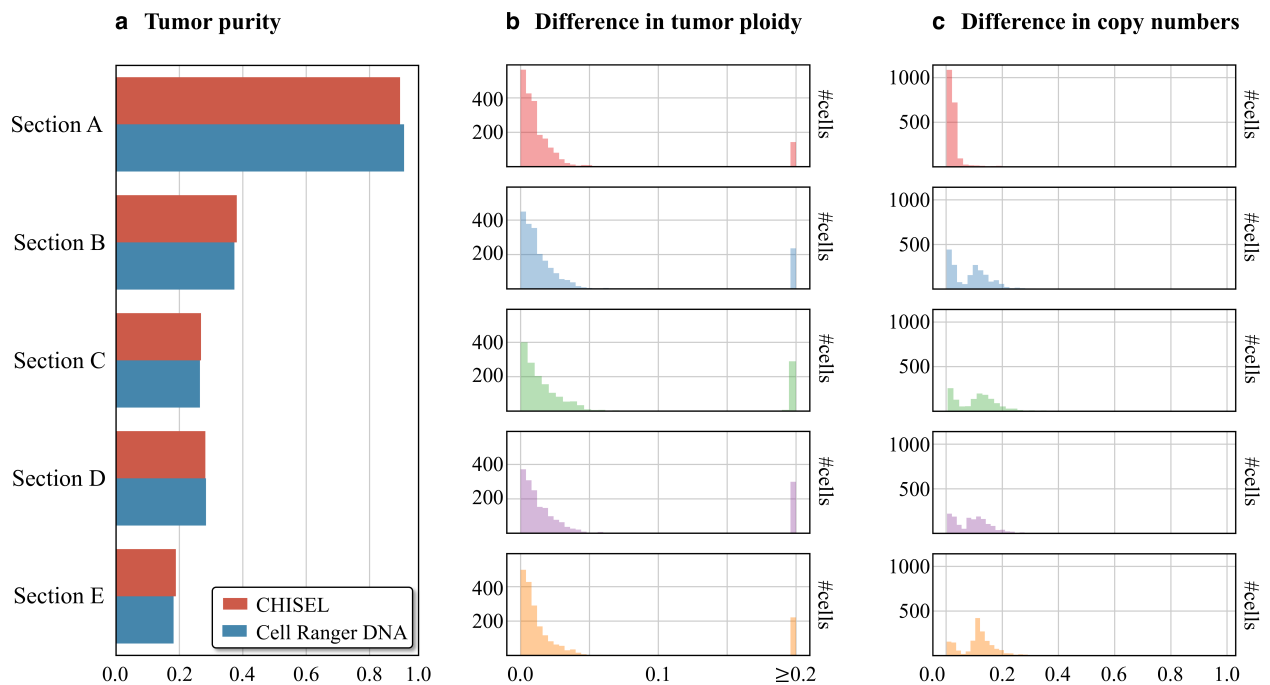 a Tumor purity
b Difference in tumor ploidy
c Difference in copy numbers
Section A
Section B
Section C
Section D
Section E
CHISEL
Cell Ranger DNA
0.0 0.2 0.4 0.6 0.8 1.0
400
200
#cells
400
200
#cells
400
200
#cells
400
200
#cells
400
200
#cells
0.0 0.1 ≥0.2
1000
500
#cells
1000
500
#cells
1000
500
#cells
1000
500
#cells
1000
500
#cells
0.0 0.2 0.4 0.6 0.8 1.0